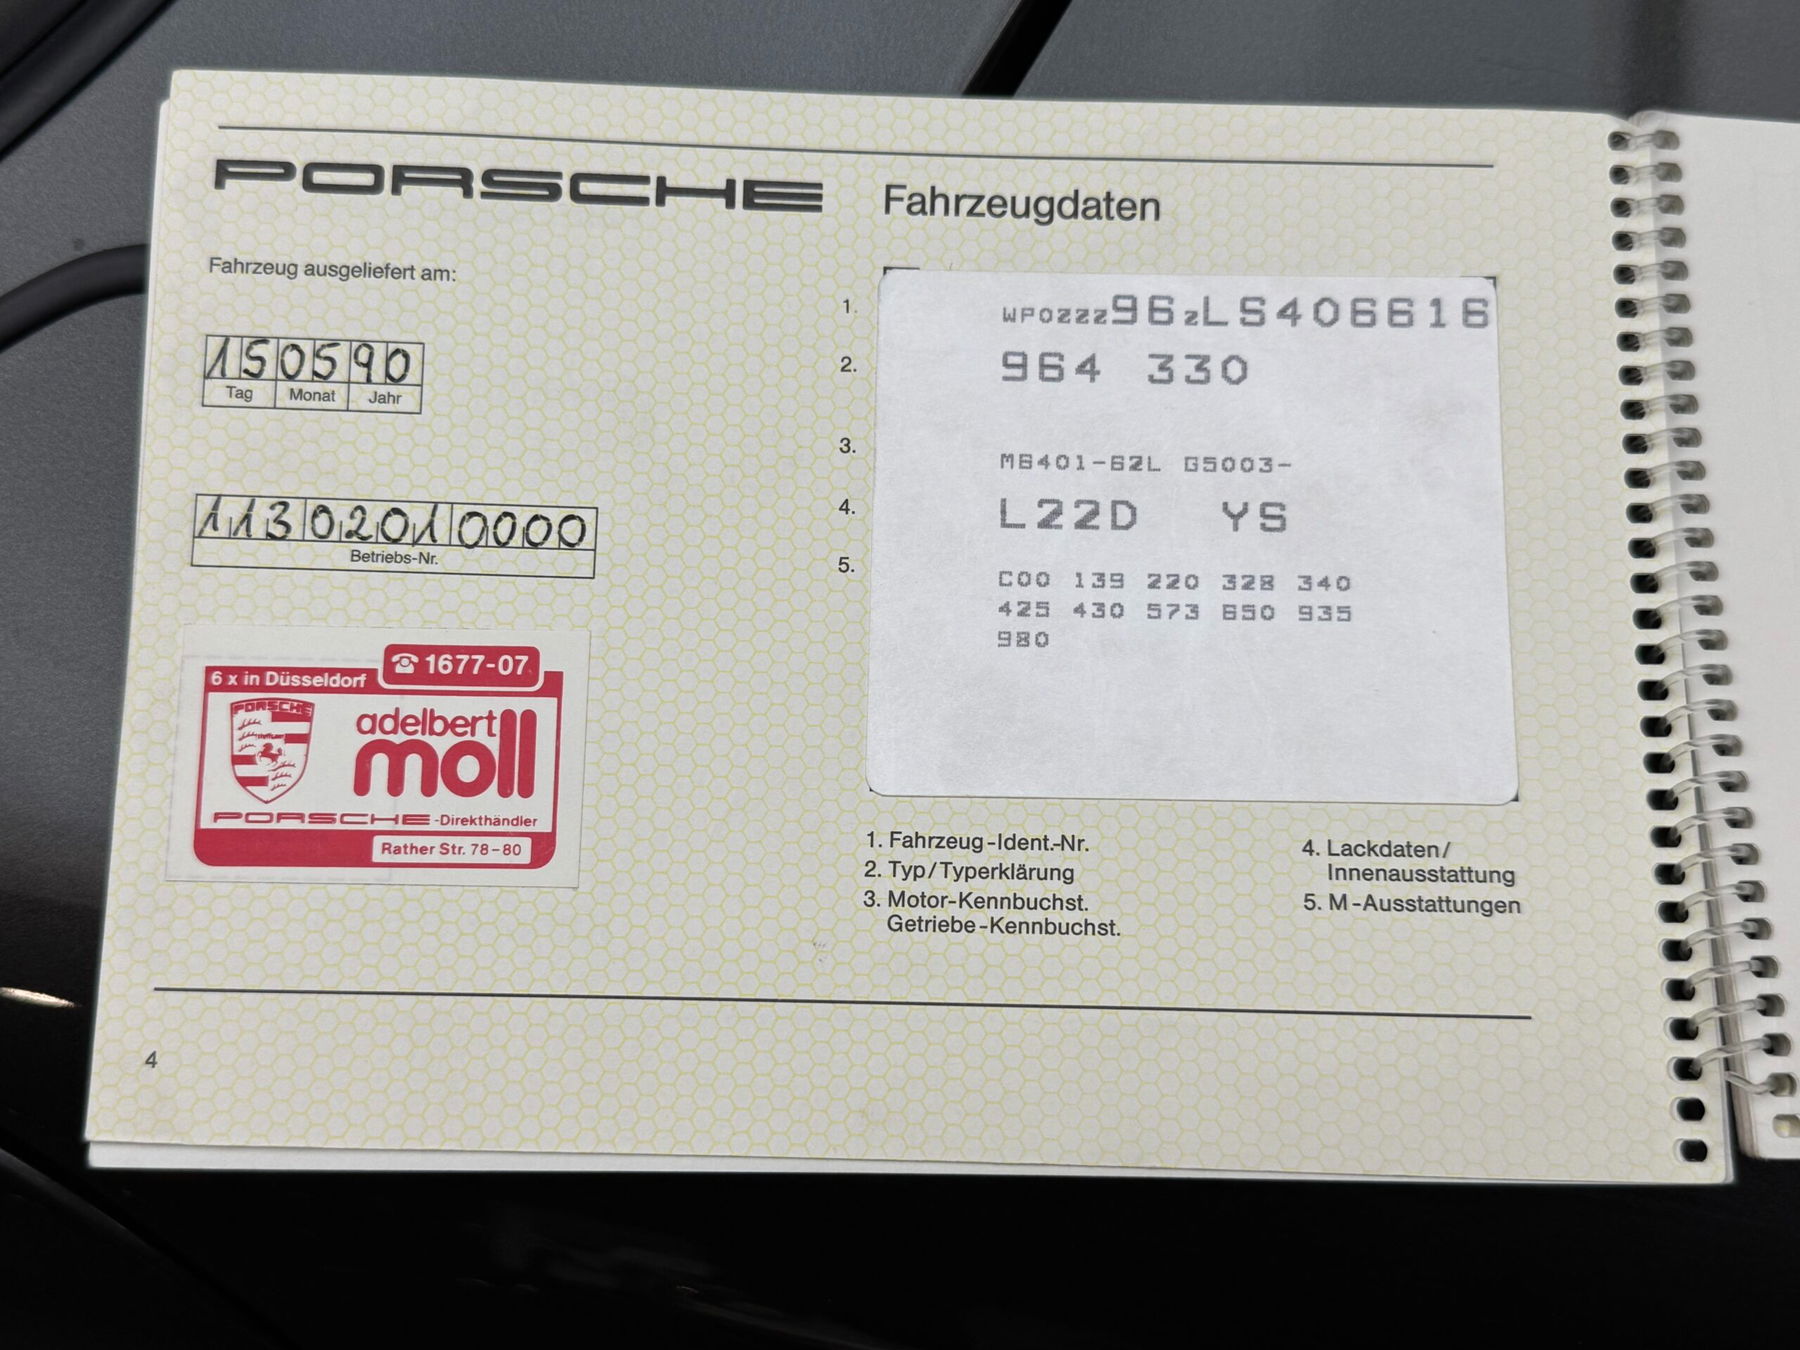 PORSCHE
Fahrzeugdaten
Fahrzeug ausgeliefert am:
150590
Tag Monat Jahr
11302010000
Betriebs-Nr.
☎ 1677-07
6 x in Düsseldorf
PORSCHE
adelbert
moll
PORSCHE-Direkthändler
Rather Str. 78-80
1. WP0ZZZ96ZLS406616
2. 964 330
3. M6401-62L G5003-
4. L22D YS
5. C00 139 220 328 340
425 430 573 650 935
980
1. Fahrzeug-Ident.-Nr.
2. Typ/Typerklärung
3. Motor-Kennbuchst.
Getriebe-Kennbuchst.
4. Lackdaten/
Innenausstattung
5. M-Ausstattungen
4